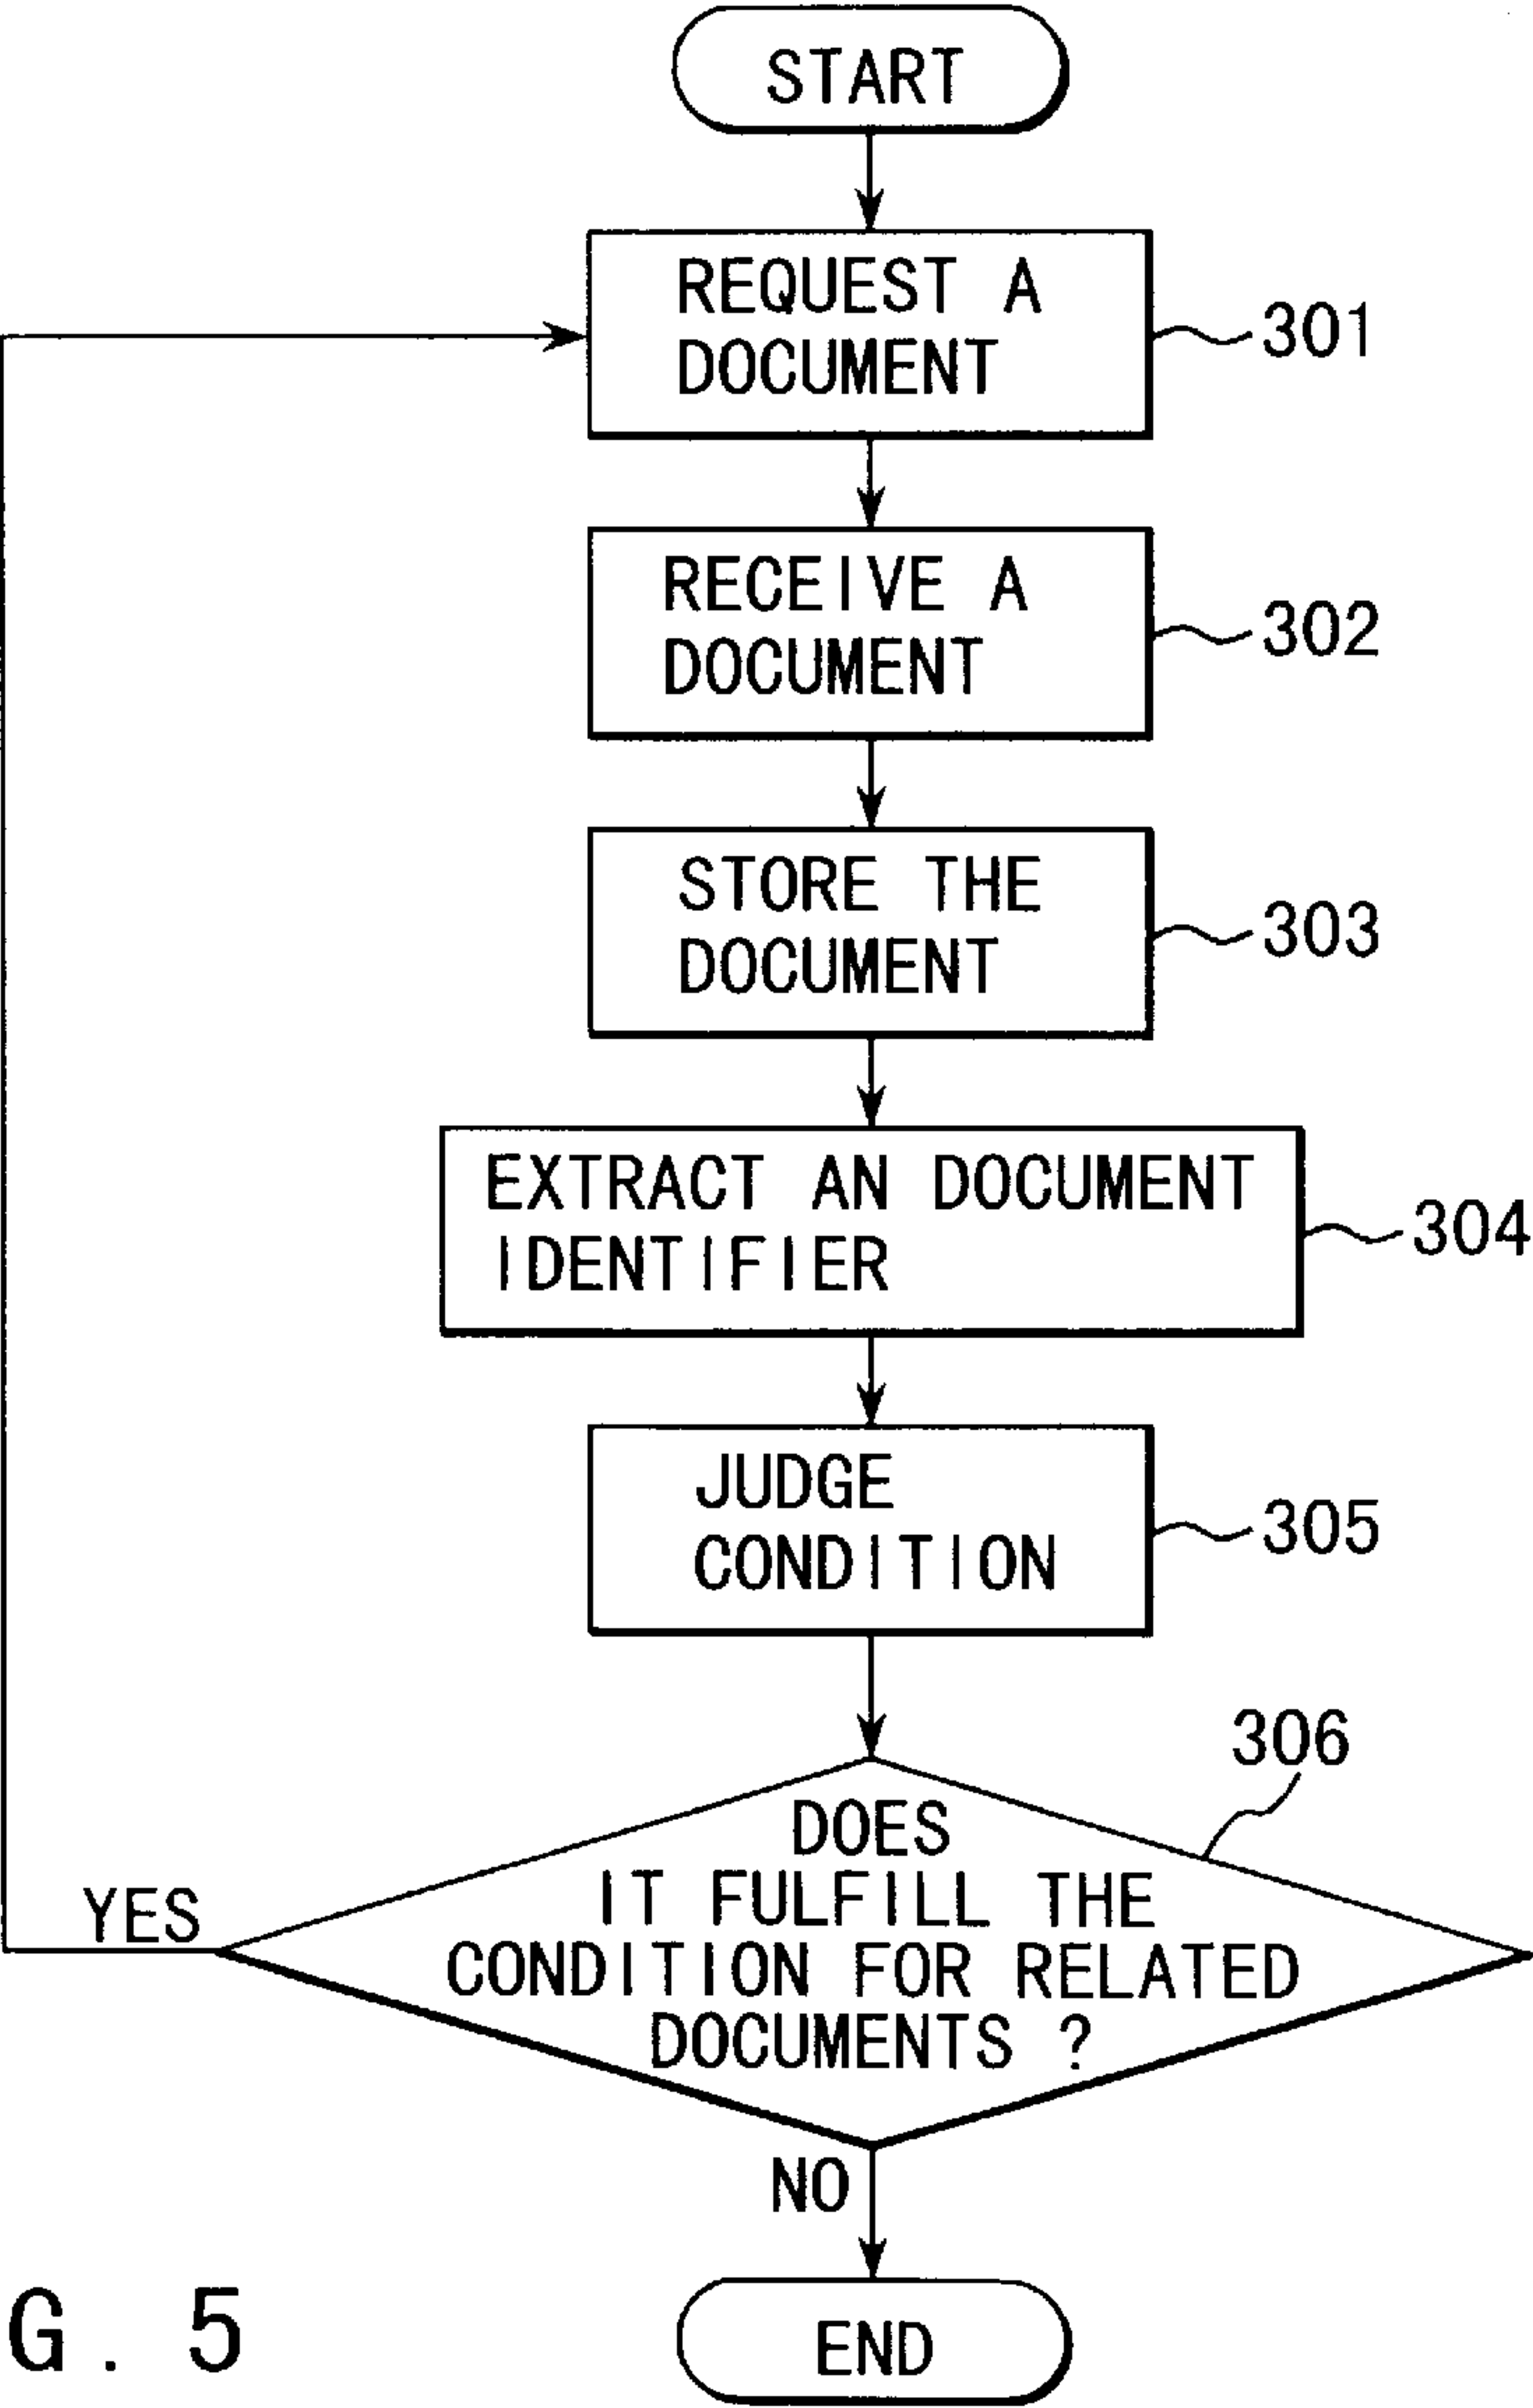 START
REQUEST A
DOCUMENT
301
RECEIVE A
DOCUMENT
302
STORE THE
DOCUMENT
303
EXTRACT AN DOCUMENT
IDENTIFIER
304
JUDGE
CONDITION
305
306
DOES
IT FULFILL THE
CONDITION FOR RELATED
DOCUMENTS ?
YES
NO
END
G. 5